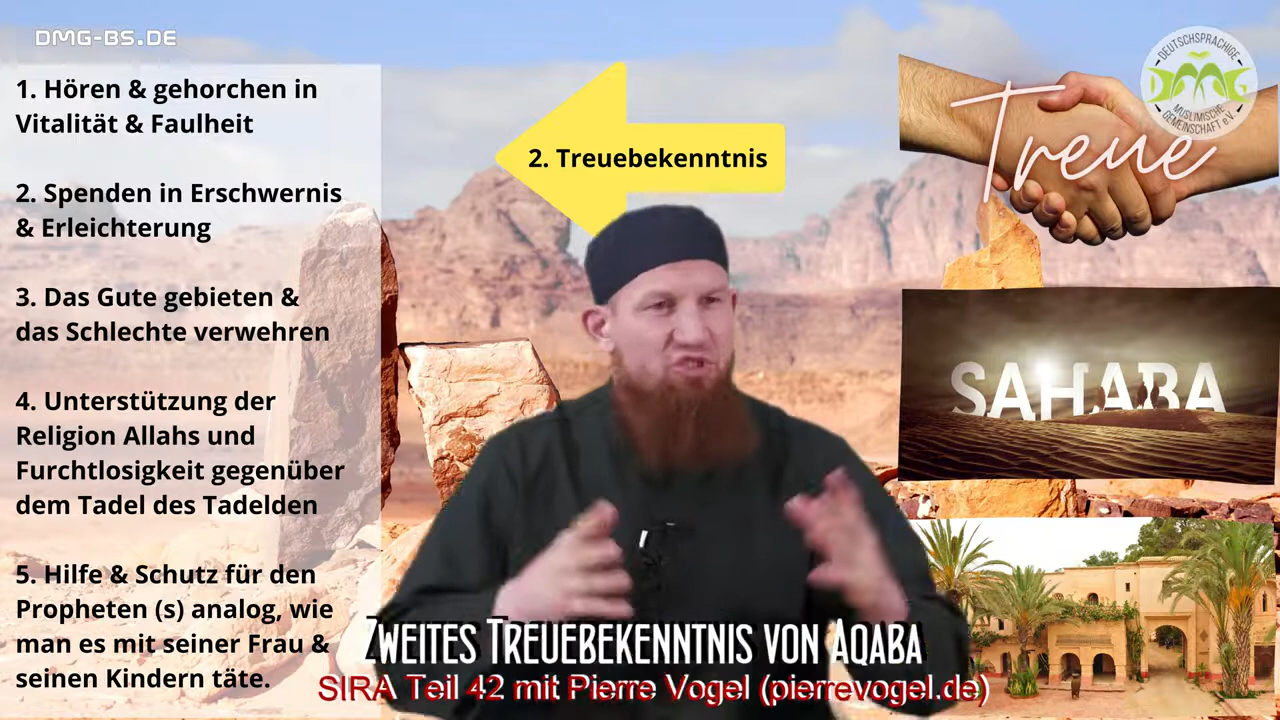 DMG-BS.DE
1. Hören & gehorchen in
Vitalität & Faulheit
2. Spenden in Erschwernis
& Erleichterung
3. Das Gute gebieten &
das Schlechte verwehren
4. Unterstützung der
Religion Allahs und
Furchtlosigkeit gegenüber
dem Tadel des Tadelden
5. Hilfe & Schutz für den
Propheten (s) analog, wie
man es mit seiner Frau &
seinen Kindern täte.
2. Treuebekenntnis
Treue
DEUTSCHSPRACHIGE
DMG
MUSLIMISCHE
GEMEINSCHAFT e.V.
SAHABA
ZWEITES TREUEBEKENNTNIS VON AQABA
SIRA Teil 42 mit Pierre Vogel (pierrevogel.de)